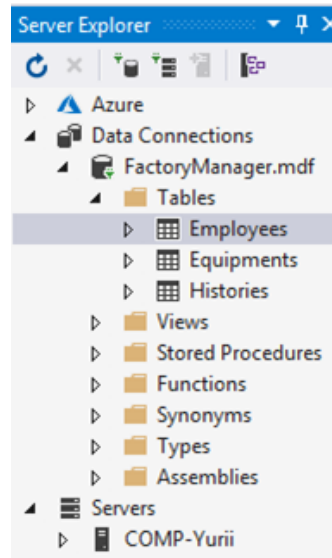 Server Explorer
Azure
Data Connections
FactoryManager.mdf
Tables
Employees
Equipments
Histories
Views
Stored Procedures
Functions
Synonyms
Types
Assemblies
Servers
COMP-Yurii